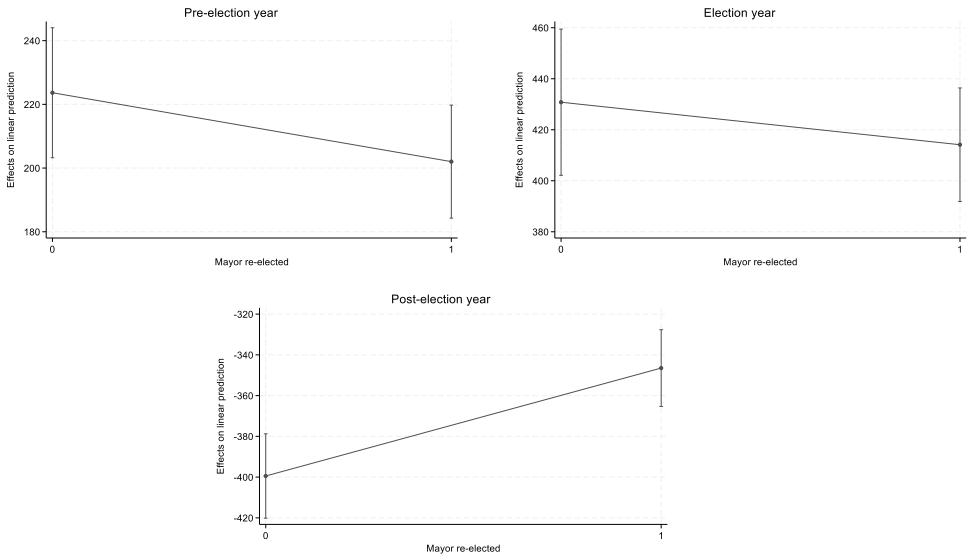 Pre-election year
Effects on linear prediction
240
220
200
180
0 1
Mayor re-elected
Election year
Effects on linear prediction
460
440
420
400
380
0 1
Mayor re-elected
Post-election year
Effects on linear prediction
-320
-340
-360
-380
-400
-420
0 1
Mayor re-elected